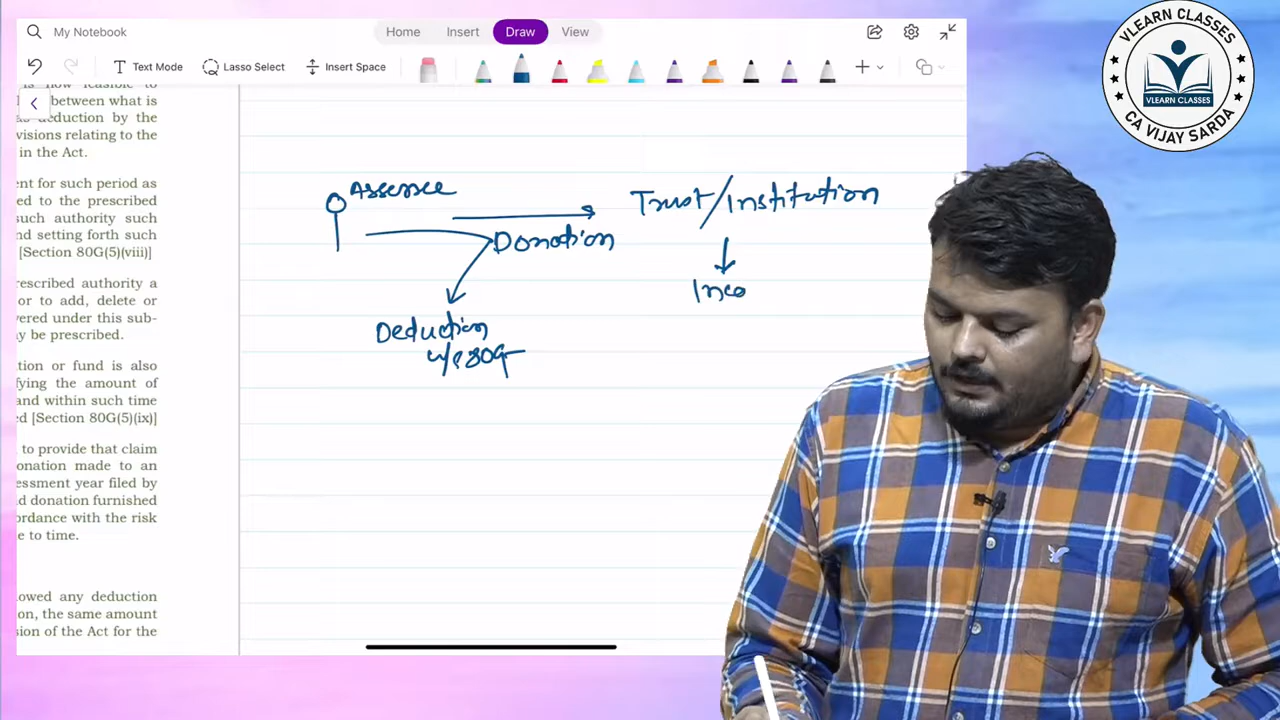 My Notebook
Home Insert Draw View
Text Mode Lasso Select Insert Space
between what is
deduction by the
visions relating to the
in the Act.
ent for such period as
ed to the prescribed
such authority such
nd setting forth such
[Section 80G(5)(viii)]
rescribed authority a
or to add, delete or
vered under this sub-
y be prescribed.
tion or fund is also
fying the amount of
and within such time
ed [Section 80G(5)(ix)]
to provide that claim
onation made to an
essment year filed by
d donation furnished
ordance with the risk
e to time.
lowed any deduction
on, the same amount
sion of the Act for the
Assessee
Trust/Institution
Donation
Inco
Deduction
u/s 80G
VLEARN CLASSES
VLEARN CLASSES
CA VIJAY SARDA